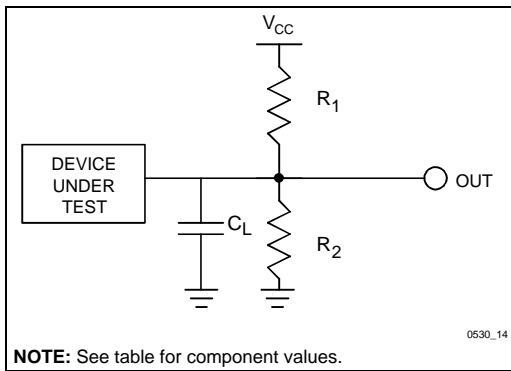 VCC
R1
DEVICE
UNDER
TEST
OUT
CL
R2
0530_14
NOTE: See table for component values.